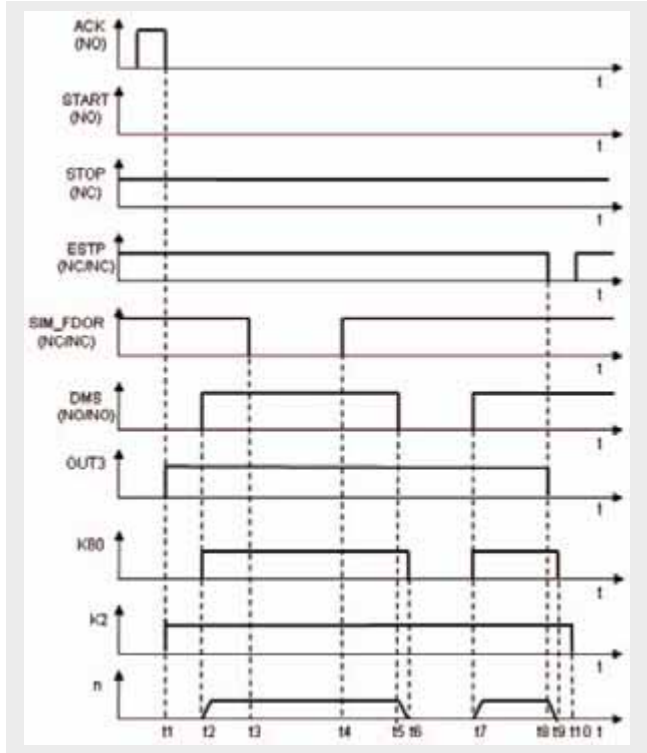 ACK
(NO)
t
START
(NO)
t
STOP
(NC)
t
ESTP
(NC/NC)
t
SIM_FDOR
(NC/NC)
t
DMS
(NO/NO)
t
OUT3
t
K80
t
K2
t
n
t1 t2 t3 t4 t5 t6 t7 t8 t9 t10 t